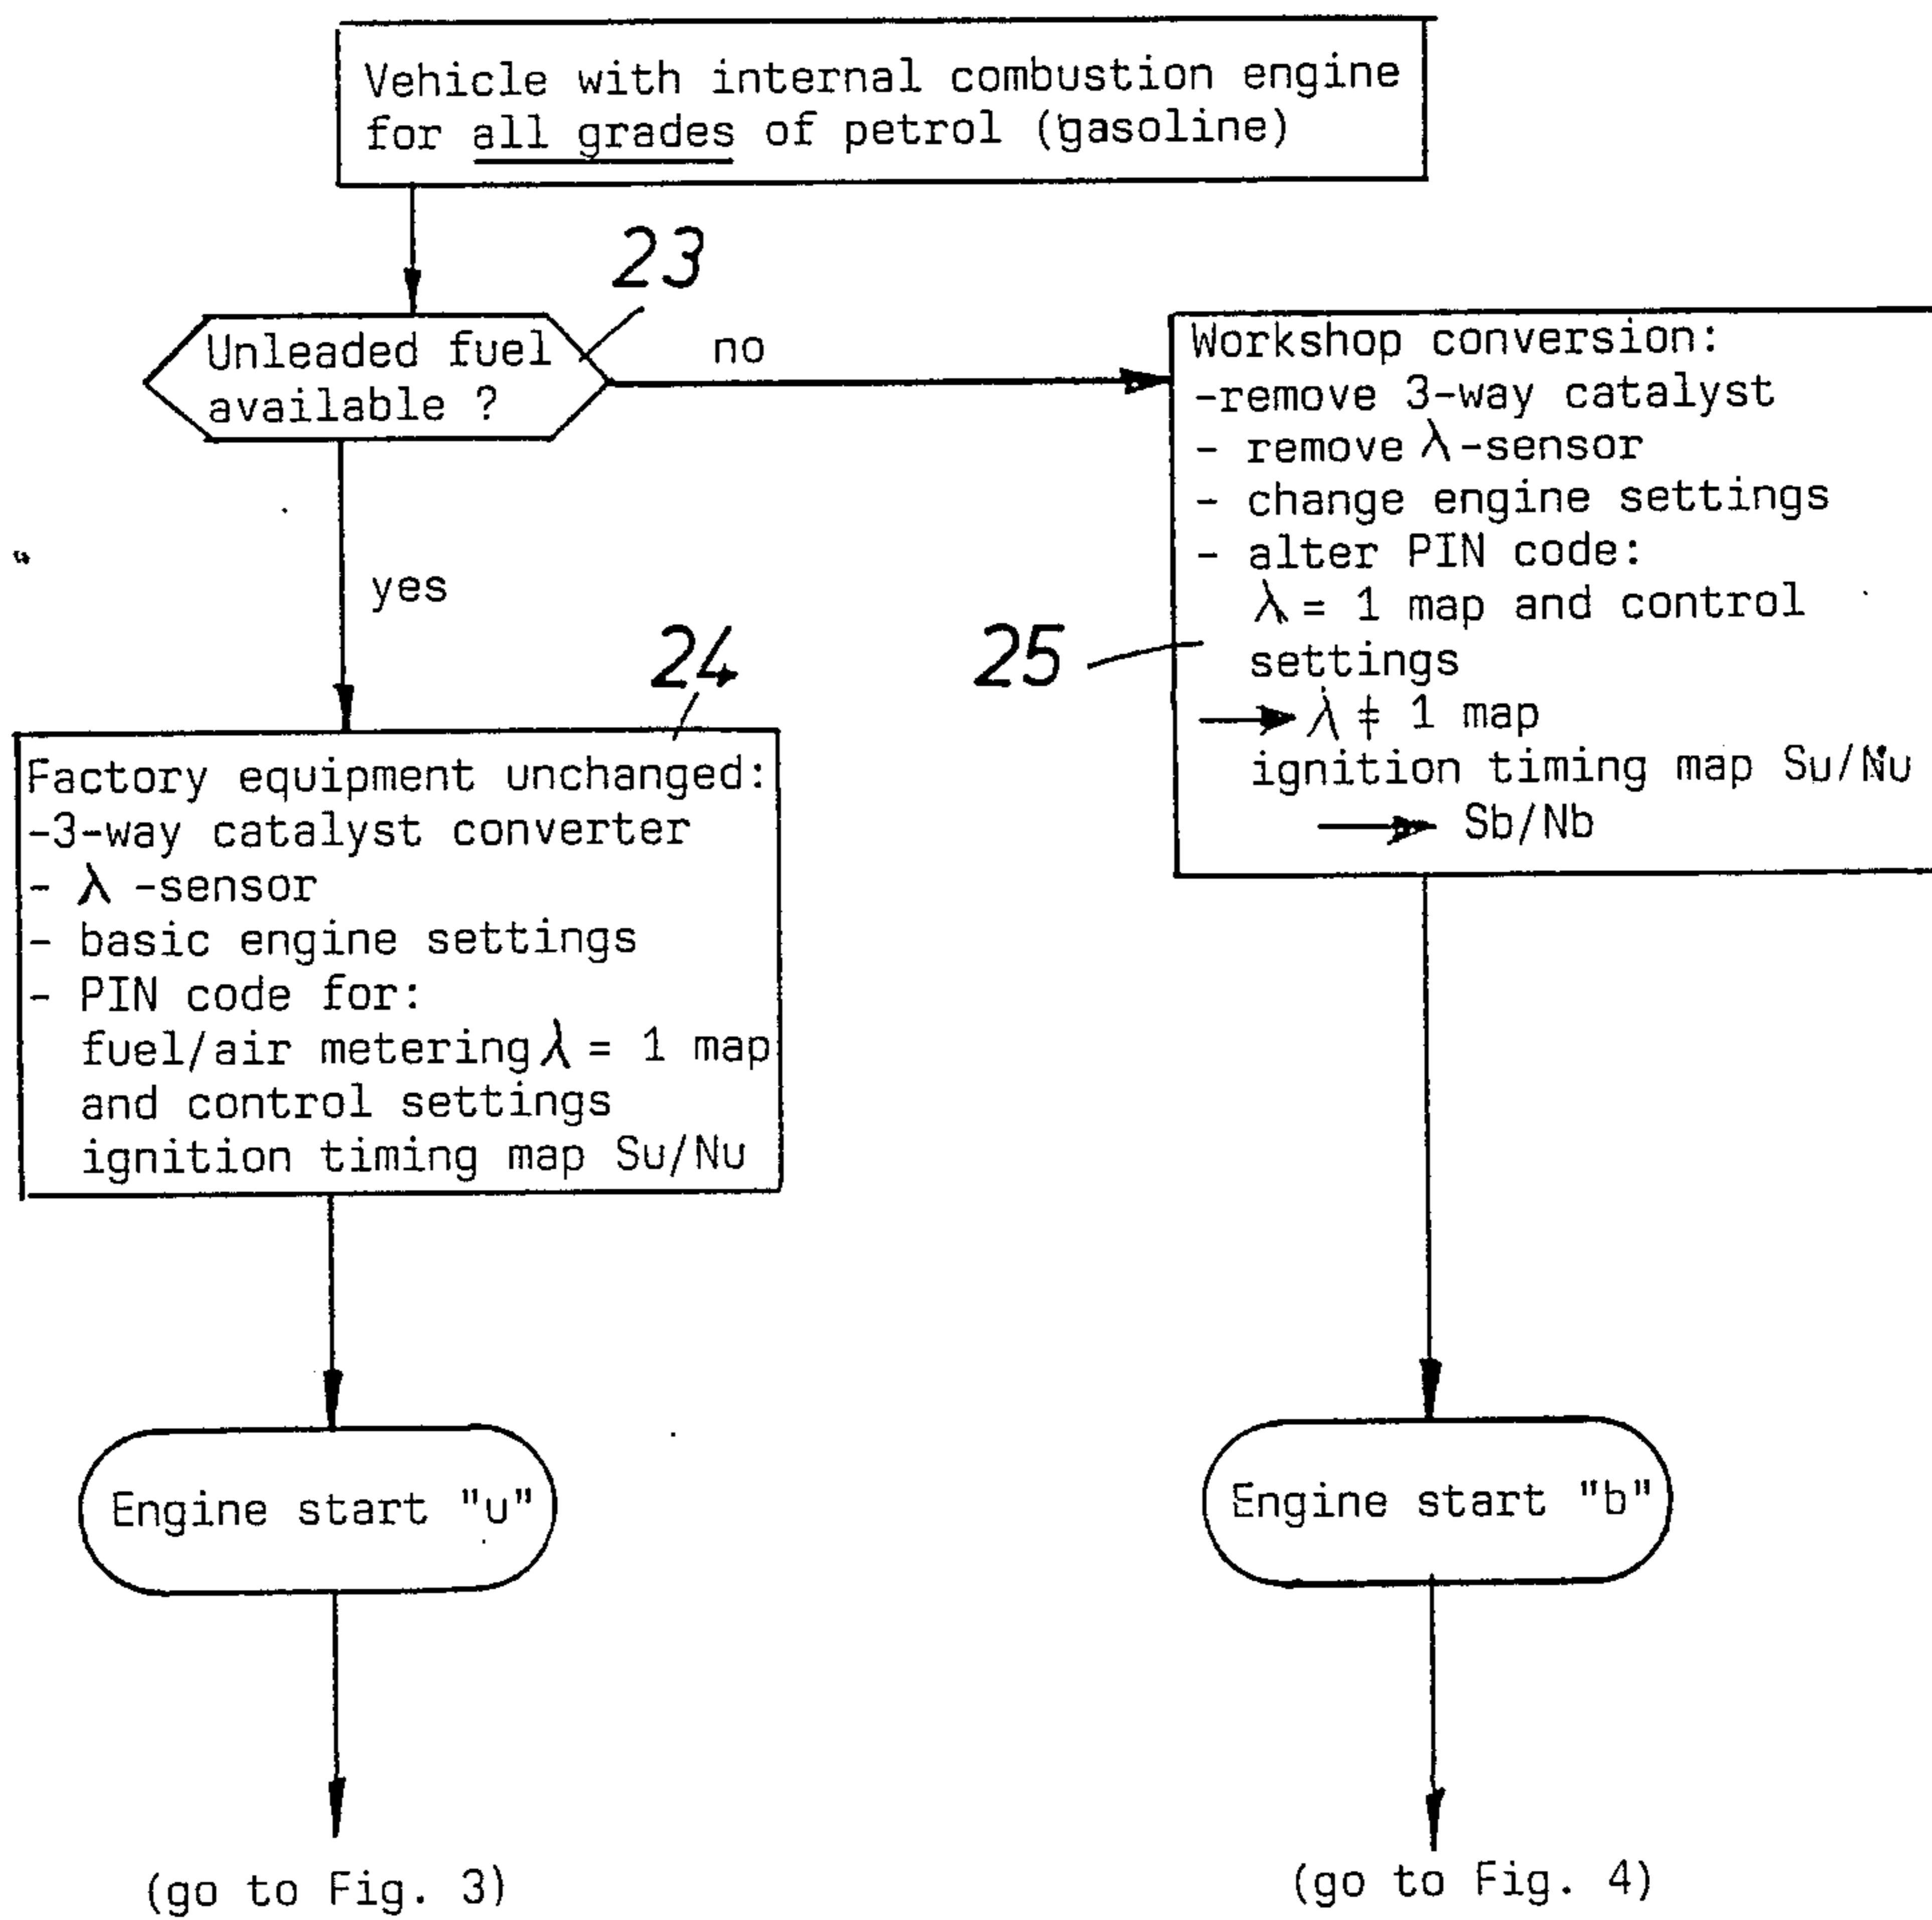 Vehicle with internal combustion engine
for all grades of petrol (gasoline)
23
Unleaded fuel
available ?
no
yes
Workshop conversion:
-remove 3-way catalyst
- remove λ-sensor
- change engine settings
- alter PIN code:
λ = 1 map and control
settings
→ λ ‡ 1 map
ignition timing map Su/Nu
→ Sb/Nb
25
24
Factory equipment unchanged:
-3-way catalyst converter
- λ -sensor
- basic engine settings
- PIN code for:
fuel/air metering λ = 1 map
and control settings
ignition timing map Su/Nu
Engine start "u"
Engine start "b"
(go to Fig. 3)
(go to Fig. 4)